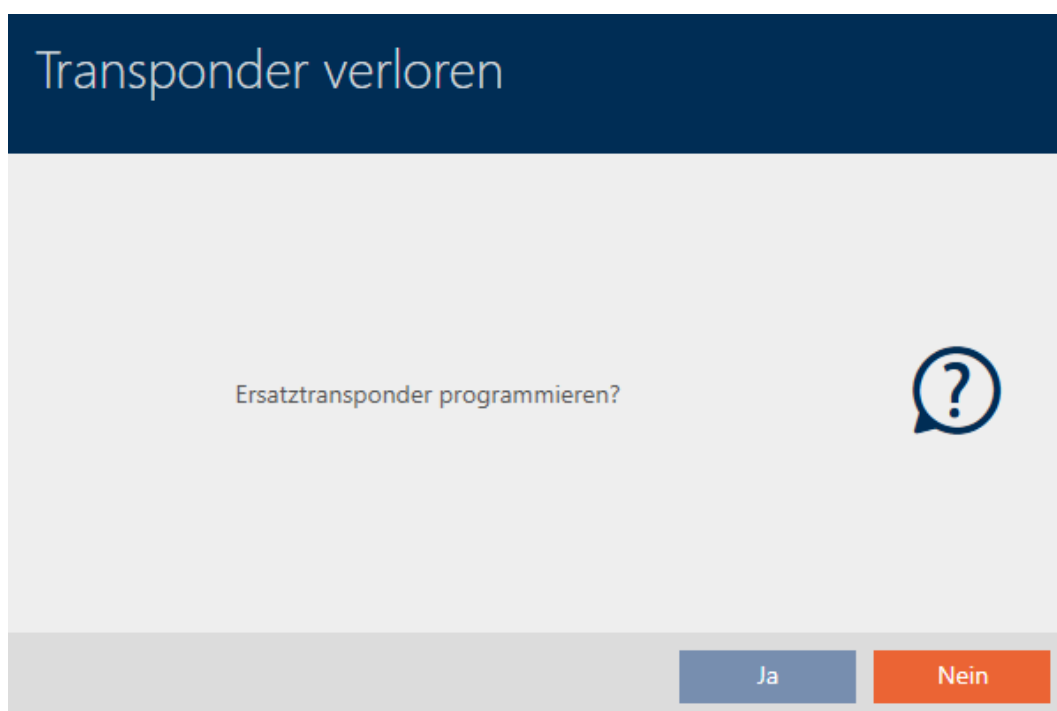 Transponder verloren
Ersatztransponder programmieren?
?
Ja
Nein